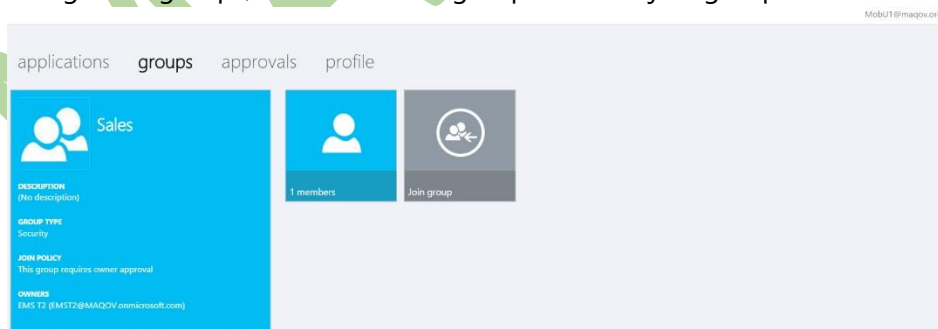 MobU1@maqov.or
applications groups approvals profile
Sales
DESCRIPTION
(No description)
GROUP TYPE
Security
JOIN POLICY
This group requires owner approval
OWNERS
EMS T2 (EMST2@MAQOV.onmicrosoft.com)
1 members
Join group